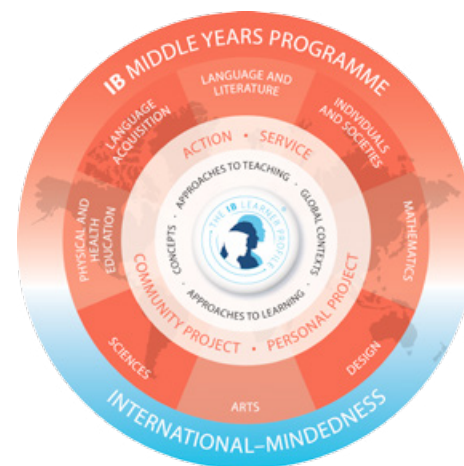 IB MIDDLE YEARS PROGRAMME
LANGUAGE AND
LITERATURE
INDIVIDUALS
AND SOCIETIES
MATHEMATICS
DESIGN
ARTS
SCIENCES
PHYSICAL AND
HEALTH
EDUCATION
LANGUAGE
ACQUISITION
ACTION • SERVICE
PERSONAL PROJECT
COMMUNITY PROJECT •
APPROACHES TO TEACHING ·
GLOBAL CONTEXTS ·
APPROACHES TO LEARNING ·
CONCEPTS ·
THE IB LEARNER PROFILE
®
INTERNATIONAL–MINDEDNESS